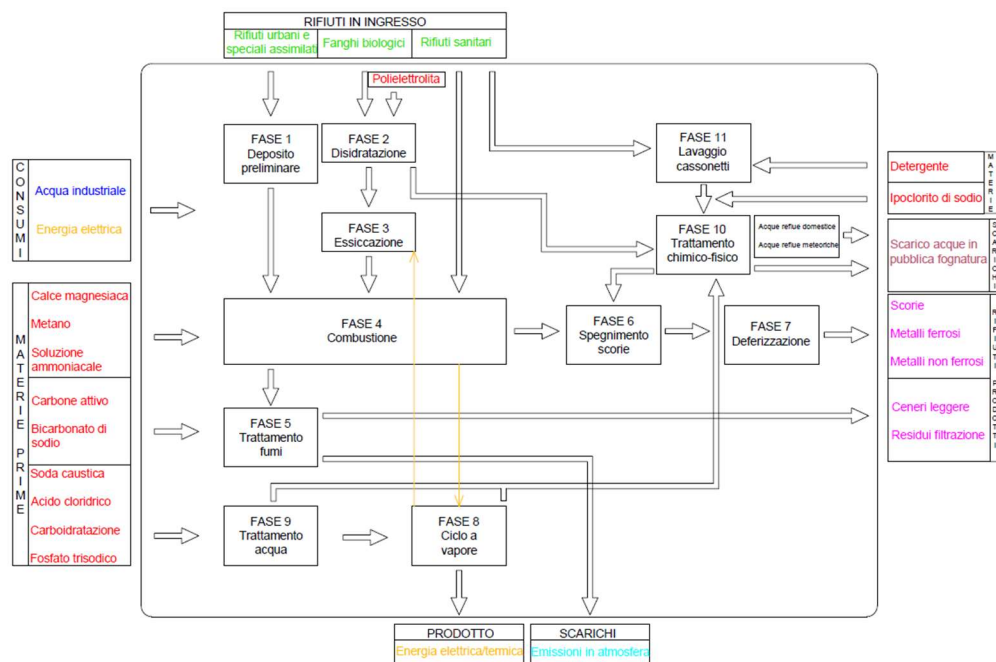 RIFIUTI IN INGRESSO
Rifiuti urbani e
speciali assimilati
Fanghi biologici
Rifiuti sanitari
Polielettrolita
FASE 1
Deposito
preliminare
FASE 2
Disidratazione
FASE 11
Lavaggio
cassonetti
CONSUMI
Acqua industriale
Energia elettrica
Detergente
Ipoclorito di sodio
MATERIE
FASE 3
Essiccazione
FASE 10
Trattamento
chimico-fisico
Acque reflue domestice
Acque reflue meteoriche
Scarico acque in
pubblica fognatura
SCARICHI
MATERIE PRIME
Calce magnesiaca
Metano
Soluzione
ammoniacale
Carbone attivo
Bicarbonato di
sodio
Soda caustica
Acido cloridrico
Carboidratazione
Fosfato trisodico
FASE 4
Combustione
FASE 6
Spegnimento
scorie
FASE 7
Deferizzazione
Scorie
Metalli ferrosi
Metalli non ferrosi
Ceneri leggere
Residui filtrazione
RIFIUTI PRODOTTI
FASE 5
Trattamento
fumi
FASE 9
Trattamento
acqua
FASE 8
Ciclo a
vapore
PRODOTTO
Energia elettrica/termica
SCARICHI
Emissioni in atmosfera